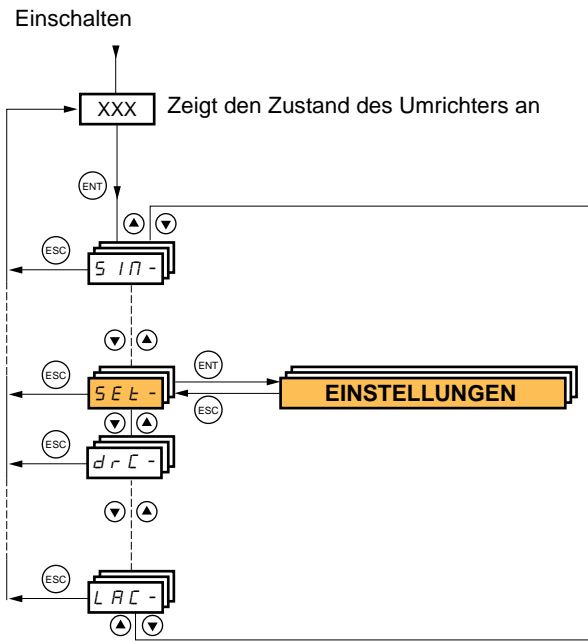 Einschalten
XXX Zeigt den Zustand des Umrichters an
ENT
ESC
SIM-
ESC
ENT
SEt-
EINSTELLUNGEN
ESC
ESC
drC-
ESC
LAC-